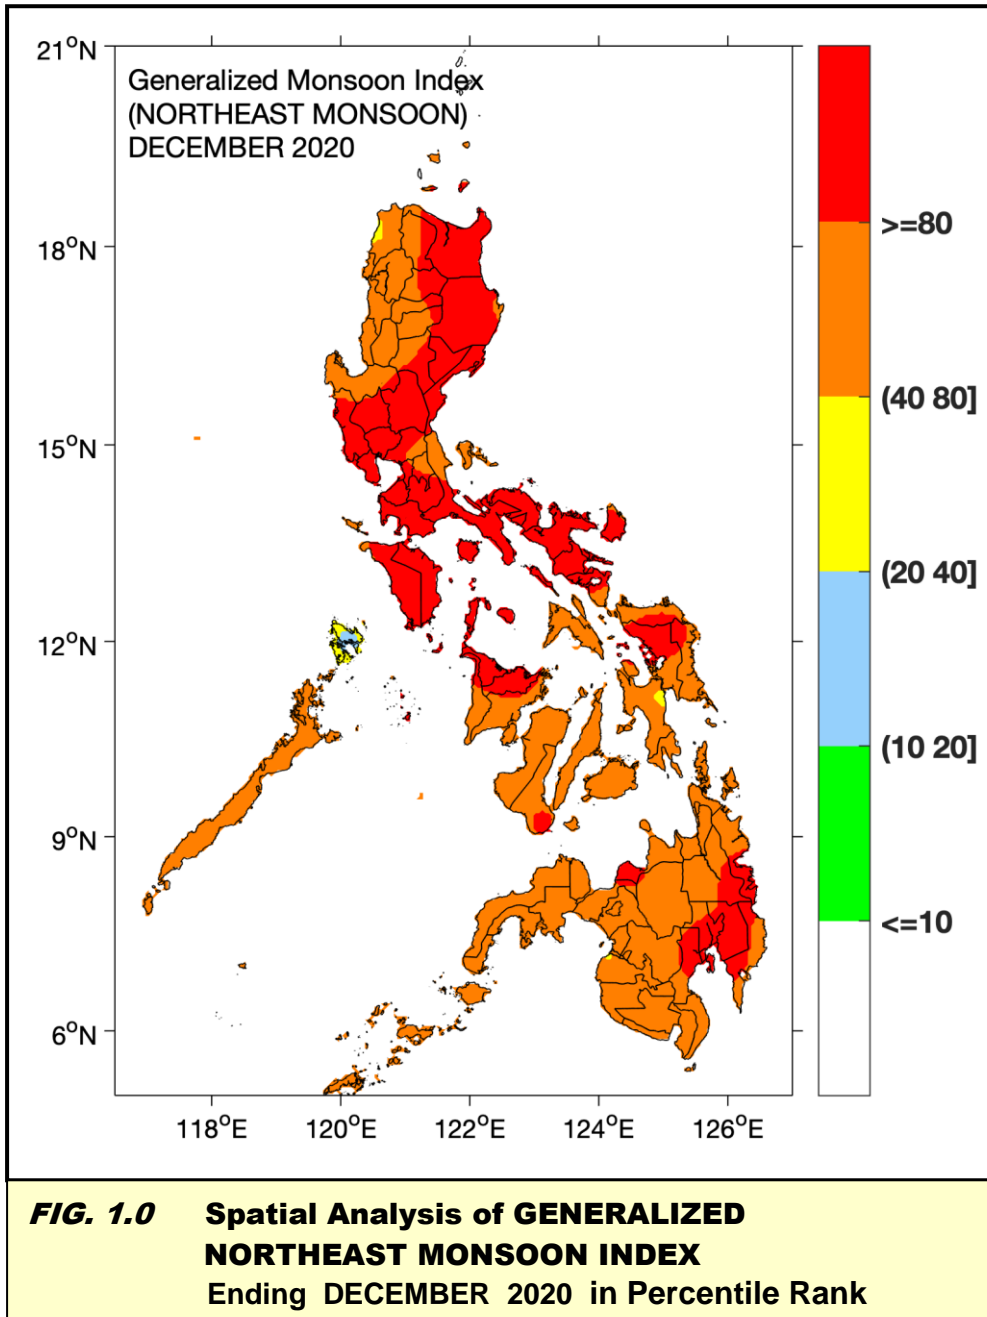 Generalized Monsoon Index
(NORTHEAST MONSOON)
DECEMBER 2020
21°N
18°N
15°N
12°N
9°N
6°N
118°E 120°E 122°E 124°E 126°E
>=80
(40 80]
(20 40]
(10 20]
<=10
FIG. 1.0 Spatial Analysis of GENERALIZED
NORTHEAST MONSOON INDEX
Ending DECEMBER 2020 in Percentile Rank